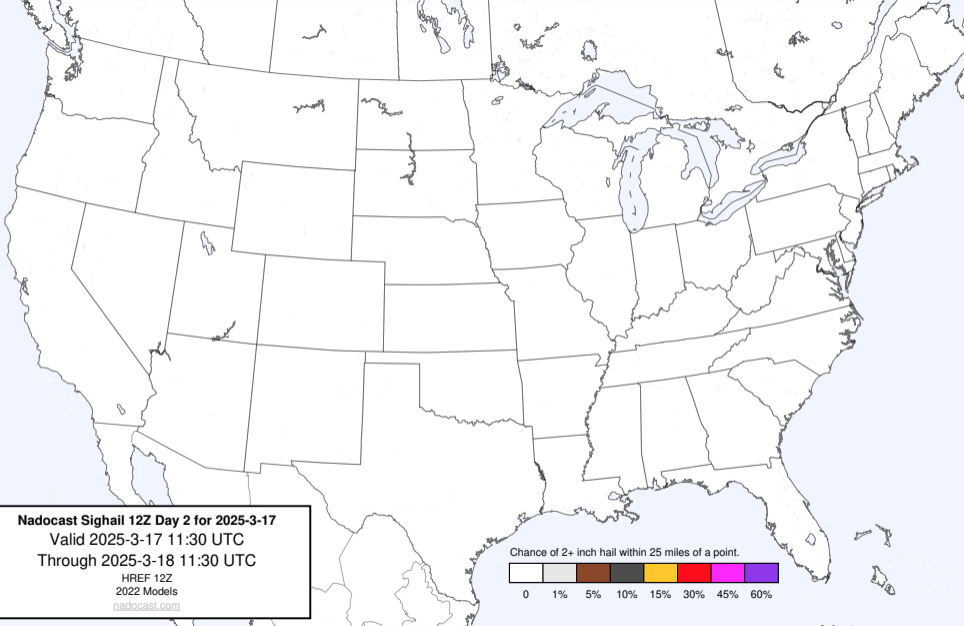 Nadocast Sighail 12Z Day 2 for 2025-3-17
Valid 2025-3-17 11:30 UTC
Through 2025-3-18 11:30 UTC
HREF 12Z
2022 Models
nadocast.com
Chance of 2+ inch hail within 25 miles of a point.
0 1% 5% 10% 15% 30% 45% 60%